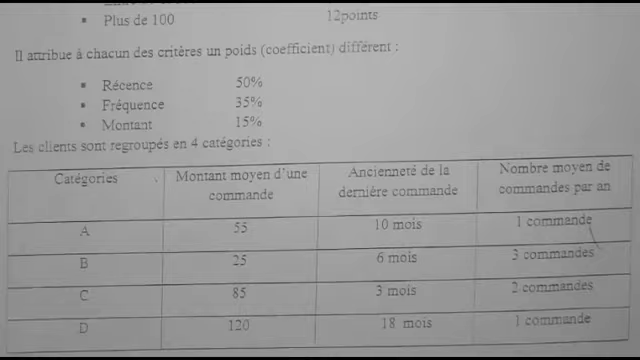 Plus de 100 12points
Il attribue à chacun des critères un poids (coefficient) différent :
Récence 50%
Fréquence 35%
Montant 15%
Les clients sont regroupés en 4 catégories :
Catégories Montant moyen d'une commande Ancienneté de la dernière commande Nombre moyen de commandes par an
A 55 10 mois 1 commande
B 25 6 mois 3 commandes
C 85 3 mois 2 commandes
D 120 18 mois 1 commande